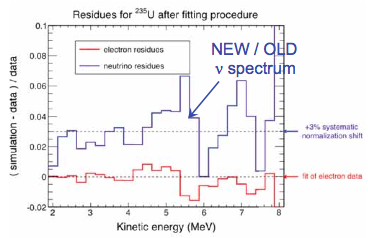 Residues for ²³⁵U after fitting procedure
0.1
0.08
0.06
0.04
0.02
0
-0.02
( simulation - data ) / data
electron residues
neutrino residues
NEW / OLD
ν spectrum
+3% systematic
normalization shift
fit of electron data
2 3 4 5 6 7 8
Kinetic energy (MeV)